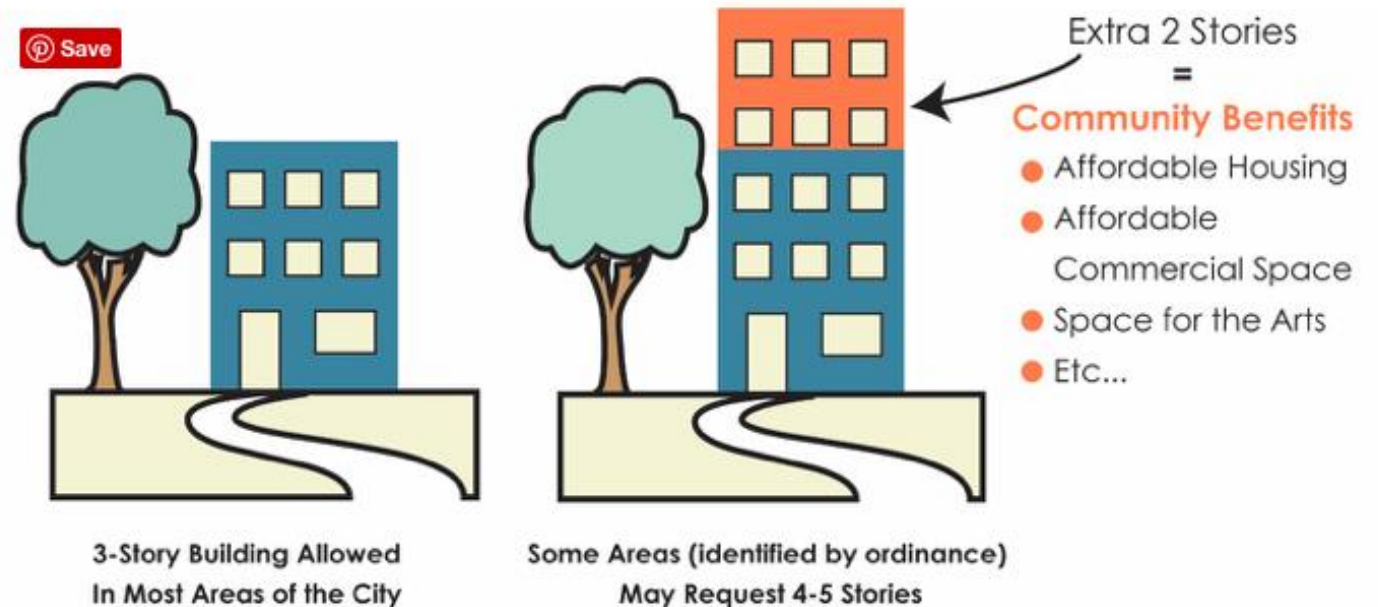 Save
Extra 2 Stories
=
Community Benefits
Affordable Housing
Affordable
Commercial Space
Space for the Arts
Etc...
3-Story Building Allowed
In Most Areas of the City
Some Areas (identified by ordinance)
May Request 4-5 Stories